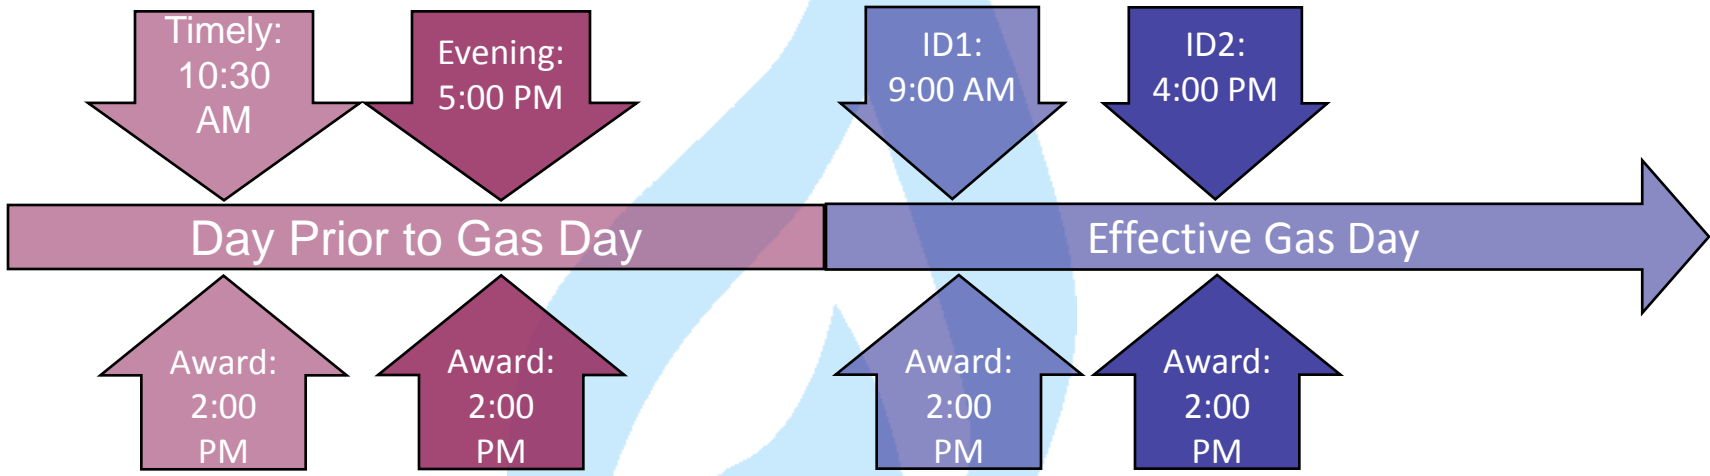 Timely:
10:30
AM
Evening:
5:00 PM
ID1:
9:00 AM
ID2:
4:00 PM
Day Prior to Gas Day
Effective Gas Day
Award:
2:00
PM
Award:
2:00
PM
Award:
2:00
PM
Award:
2:00
PM